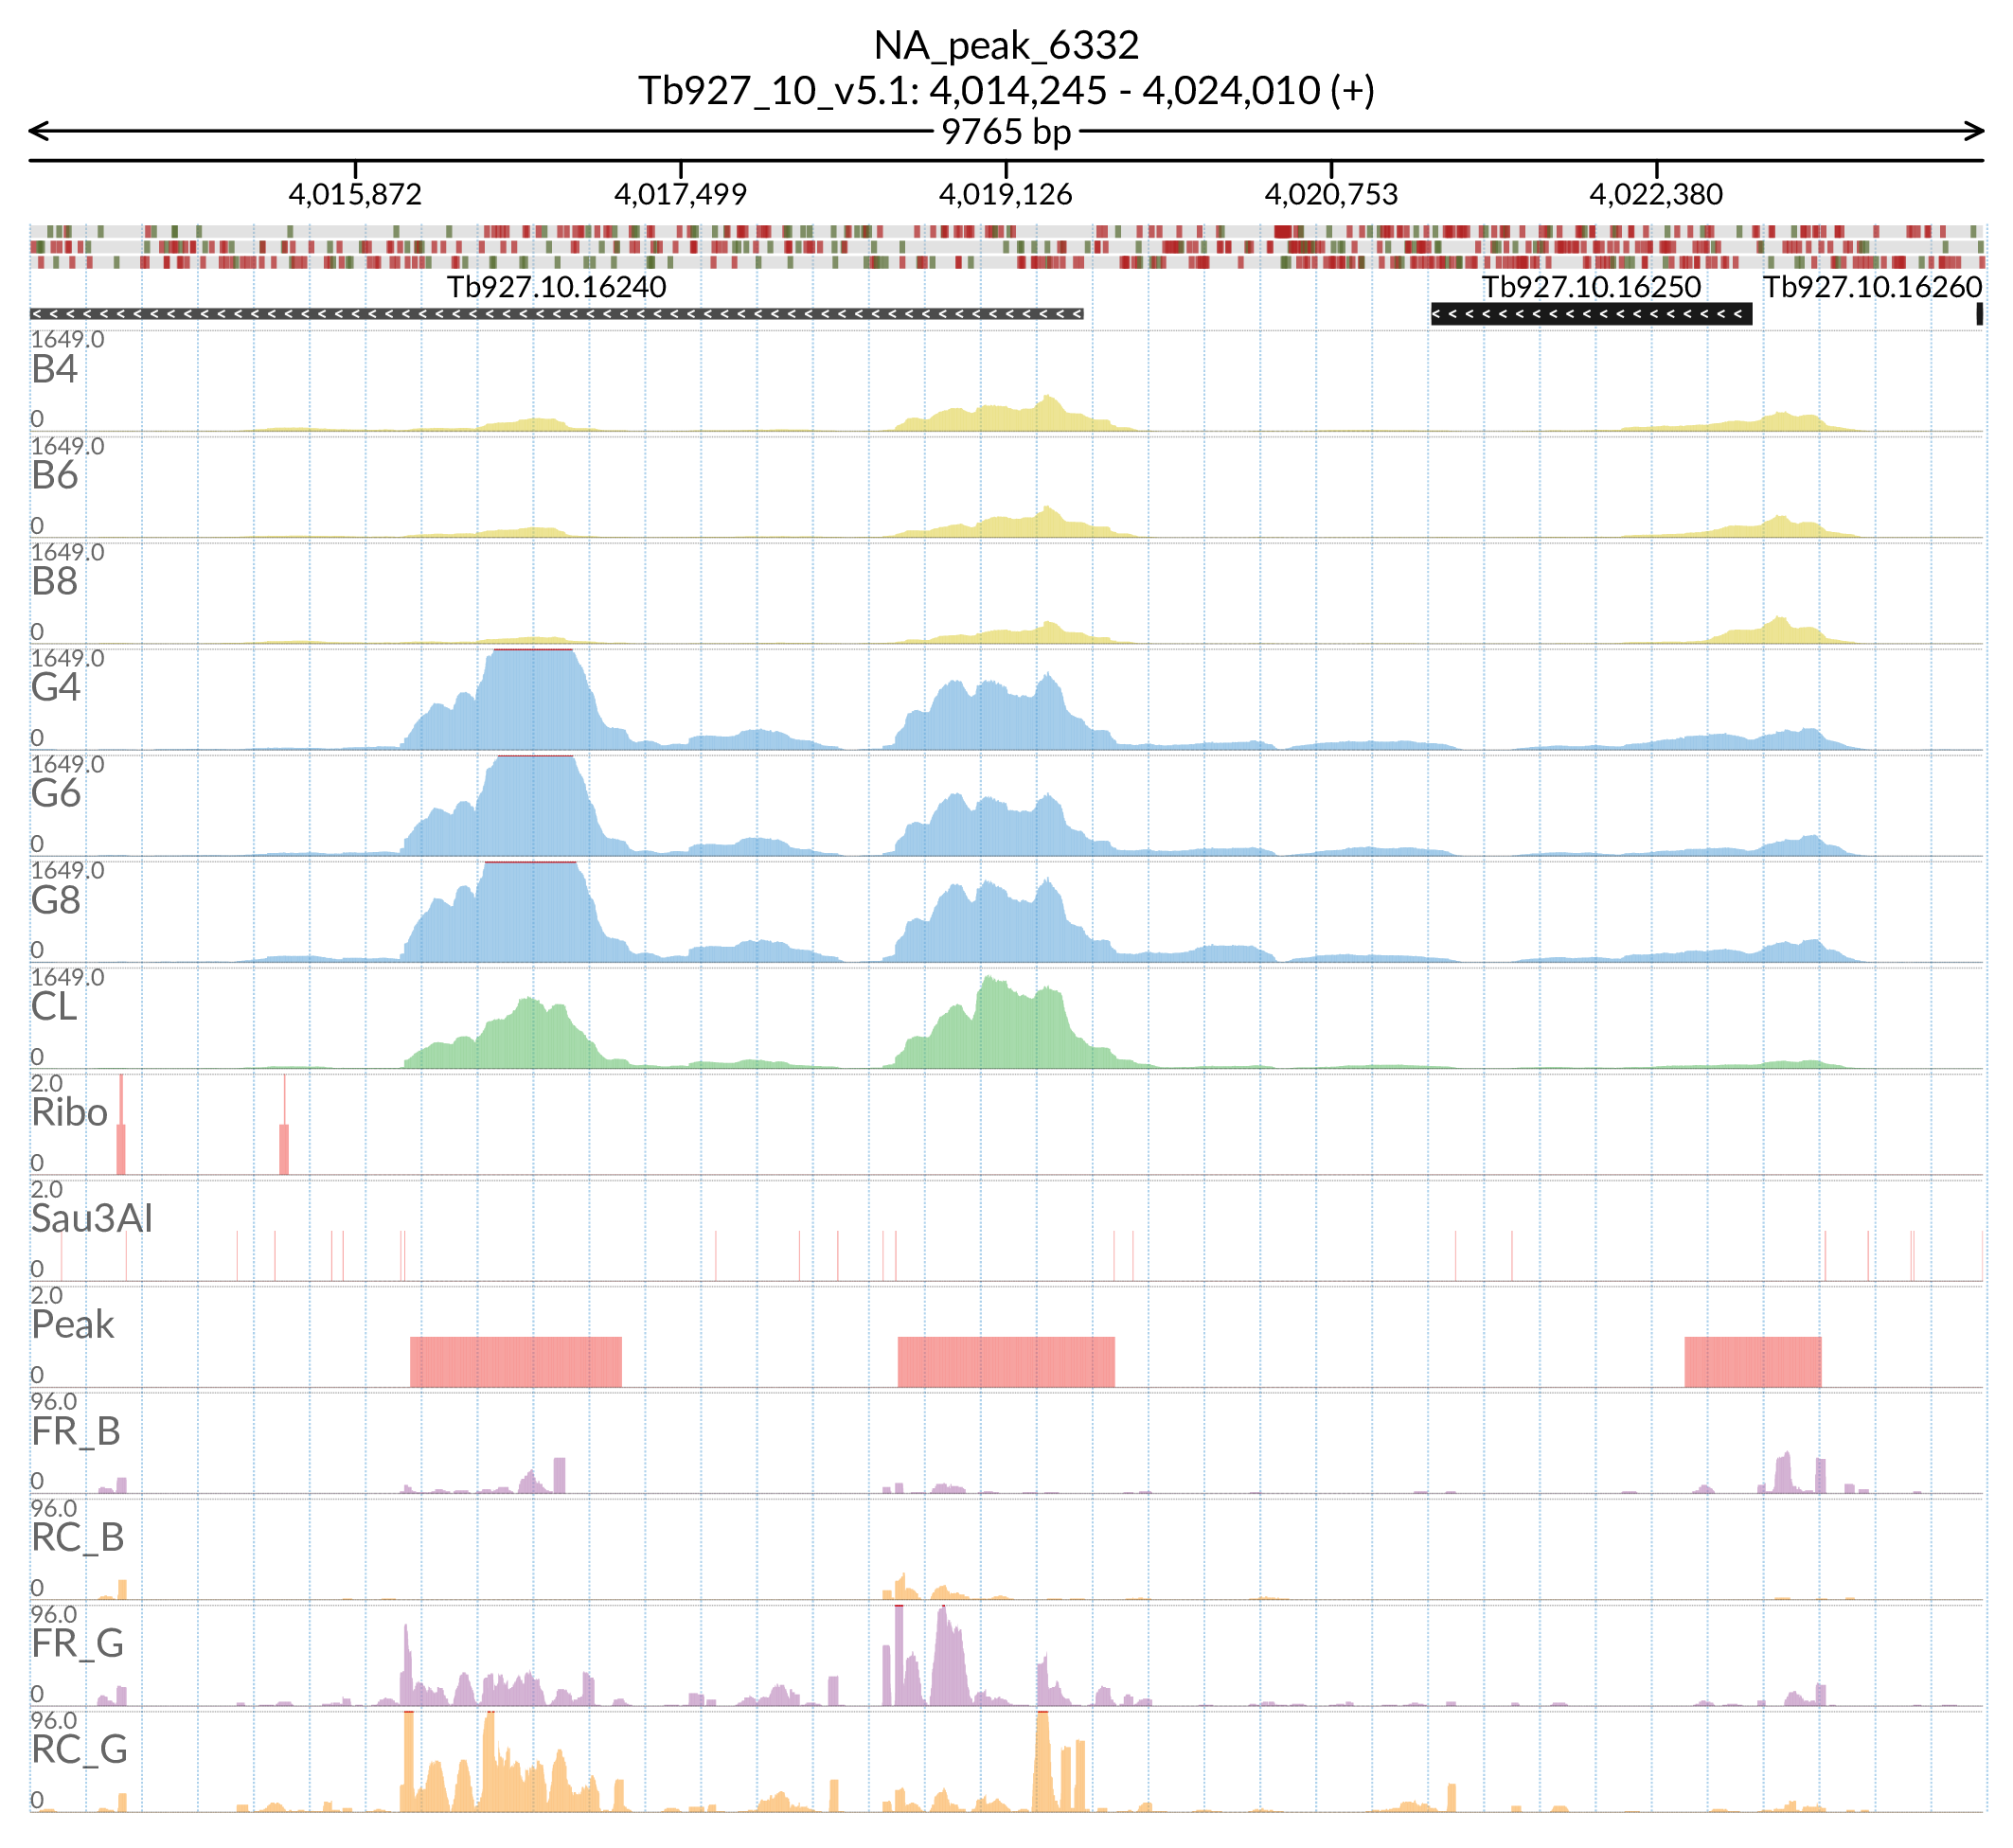 NA_peak_6332
Tb927_10_v5.1: 4,014,245 - 4,024,010 (+)
9765 bp
4,015,872 4,017,499 4,019,126 4,020,753 4,022,380
Tb927.10.16240 Tb927.10.16250 Tb927.10.16260
1649.0
B4
0
1649.0
B6
0
1649.0
B8
0
1649.0
G4
0
1649.0
G6
0
1649.0
G8
0
1649.0
CL
0
2.0
Ribo
0
2.0
Sau3AI
0
2.0
Peak
0
96.0
FR_B
0
96.0
RC_B
0
96.0
FR_G
0
96.0
RC_G
0